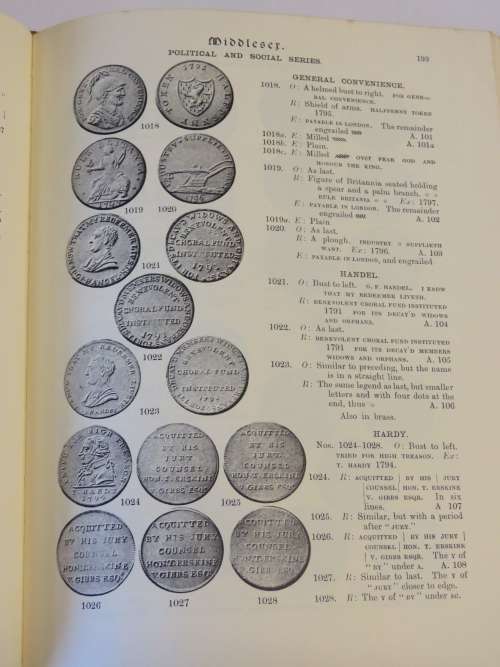 Middlesex.
POLITICAL AND SOCIAL SERIES.
199
1018
1019
1020
1021
1022
1023
1024
1025
1026
1027
1028
GENERAL CONVENIENCE.
1018. O: A helmed bust to right. FOR GENE-
RAL CONVENIENCE.
R: Shield of arms. HALFPENNY TOKEN
1795.
E: PAYABLE IN LONDON. The remainder
engrailed A. 101
1018a. E: Milled A. 101a
1018b. E: Plain.
1018c. E: Milled over FEAR GOD AND
HONOUR THE KING.
1019. O: As last.
R: Figure of Britannia seated holding
a spear and a palm branch.
RULE BRITANIA Ex: 1797.
E: PAYABLE IN LONDON. The remainder
engrailed A. 102
1019a. E: Plain
1020. O: As last.
R: A plough. INDUSTRY SUPPLIETH
WANT. Ex: 1796. A. 103
E: PAYABLE IN LONDON, and engrailed
HANDEL.
1021. O: Bust to left. G. F. HANDEL. I KNOW
THAT MY REDEEMER LIVETH.
R: BENEVOLENT CHORAL FUND INSTITUTED
1791 FOR ITS DECAY'D WIDOWS
AND ORPHANS. A. 104
1022. O: As last.
R: BENEVOLENT CHORAL FUND INSTITUTED
1791 FOR ITS DECAY'D MEMBERS
WIDOWS AND ORPHANS. A. 105
1023. O: Similar to preceding, but the name
is in a straight line.
R: The same legend as last, but smaller
letters and with four dots at the
end, thus A. 106
Also in brass.
HARDY.
Nos. 1024–1028. O: Bust to left.
TRIED FOR HIGH TREASON. Ex:
T. HARDY 1794.
1024. R: ACQUITTED | BY HIS | JURY
COUNSEL | HON. T. ERSKINE
| V. GIBBS ESQR. In six
lines. A 107
1025. R: Similar, but with a period
after "JURY."
1026. R: ACQUITTED | BY HIS JURY
| COUNSEL | HON. T. ERSKINE
| V. GIBBS ESQR. The Y of
"BY" under A. A. 108
1027. R: Similar to last. The Y of
"JURY" closer to edge.
1028. R: The Y of "BY" under